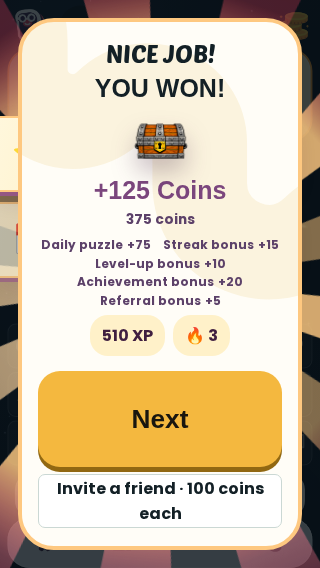 NICE JOB!
YOU WON!
+125 Coins
375 coins
Daily puzzle +75 Streak bonus +15
Level-up bonus +10
Achievement bonus +20
Referral bonus +5
510 XP 🔥 3
Next
Invite a friend · 100 coins
each